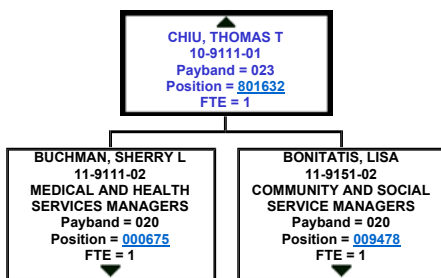 CHIU, THOMAS T
10-9111-01
Payband = 023
Position = 801632
FTE = 1
BUCHMAN, SHERRY L
11-9111-02
MEDICAL AND HEALTH
SERVICES MANAGERS
Payband = 020
Position = 000675
FTE = 1
BONITATIS, LISA
11-9151-02
COMMUNITY AND SOCIAL
SERVICE MANAGERS
Payband = 020
Position = 009478
FTE = 1